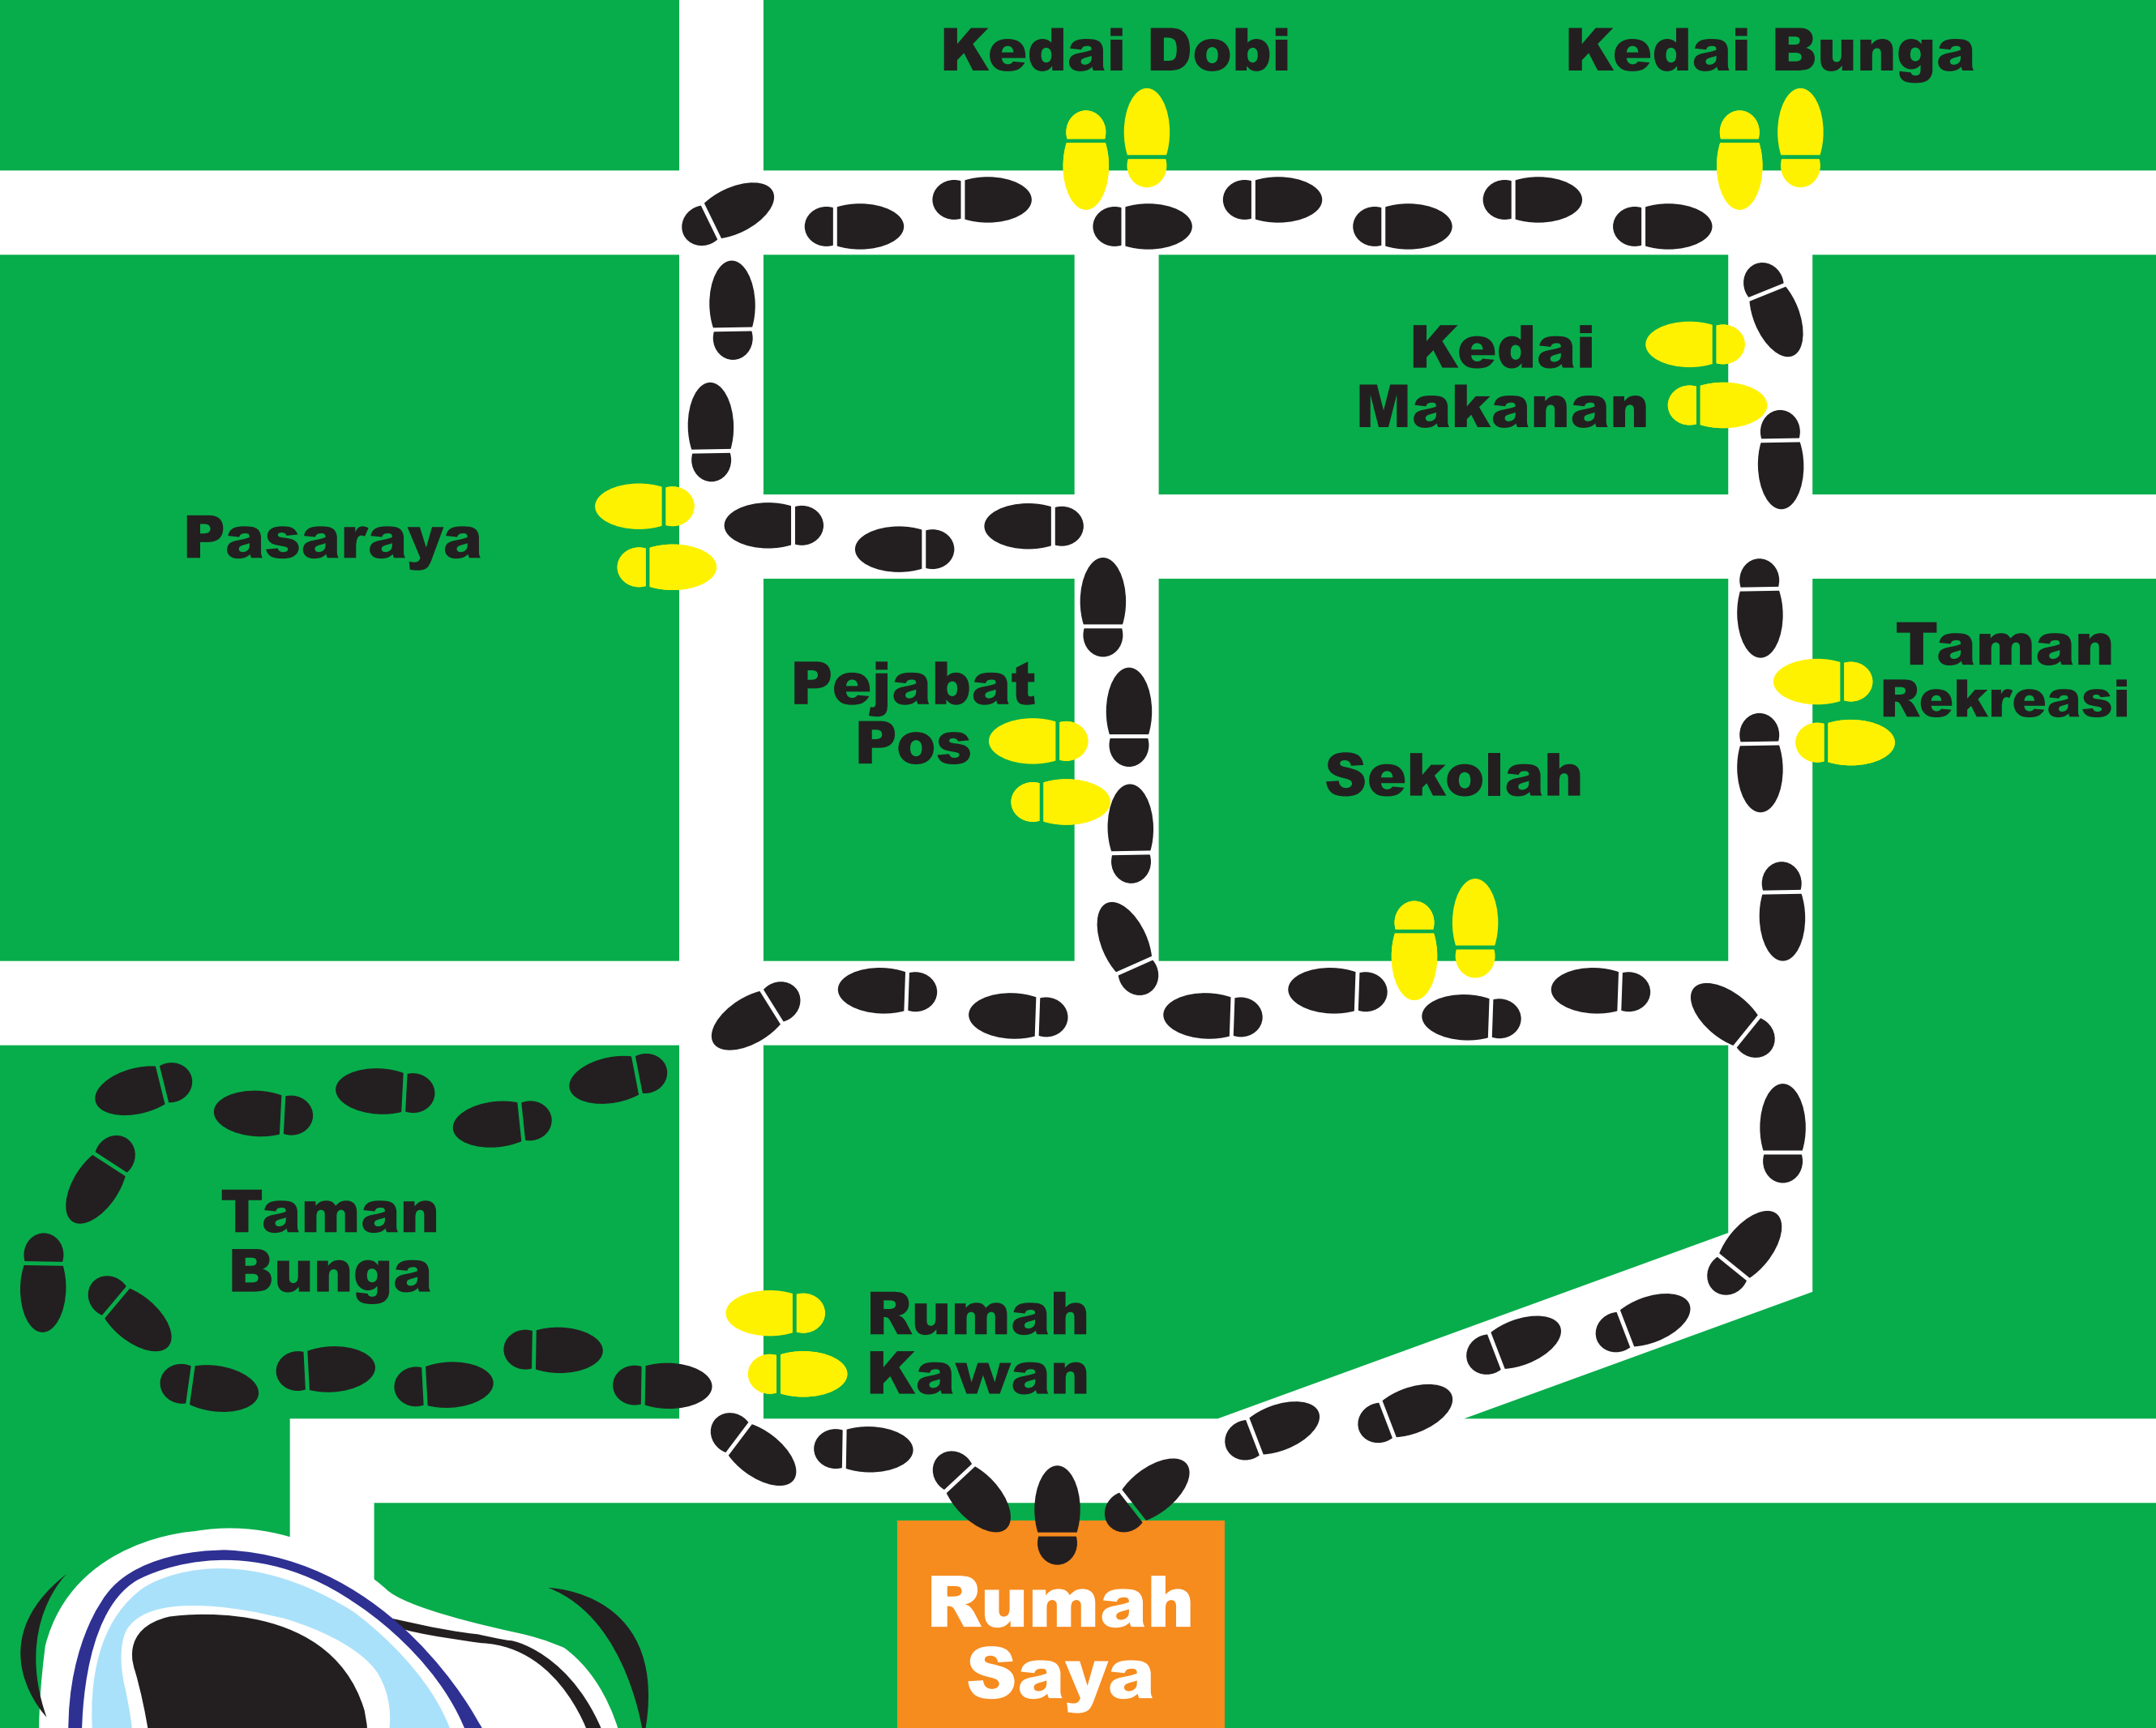 Kedai Dobi
Kedai Bunga
Kedai
Makanan
Pasaraya
Taman
Rekreasi
Pejabat
Pos
Sekolah
Taman
Bunga
Rumah
Kawan
Rumah
Saya